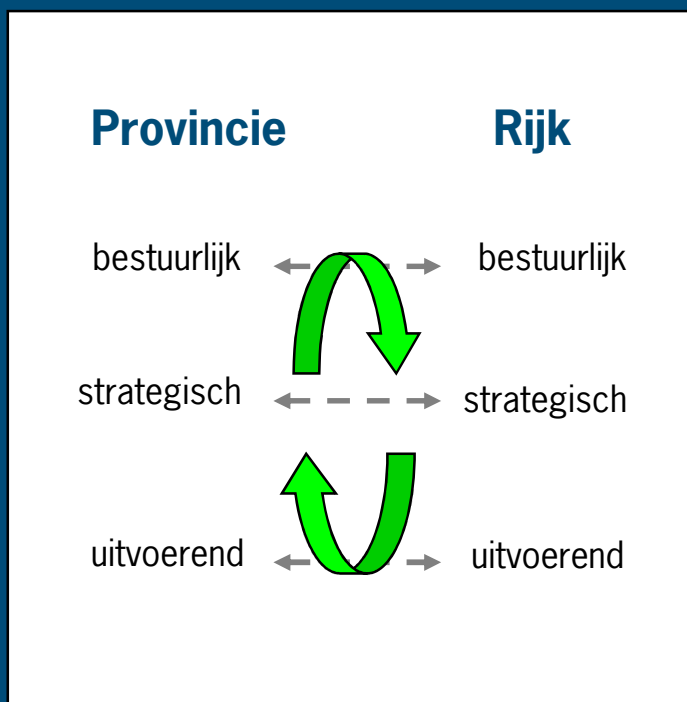 Provincie Rijk
bestuurlijk bestuurlijk
strategisch strategisch
uitvoerend uitvoerend